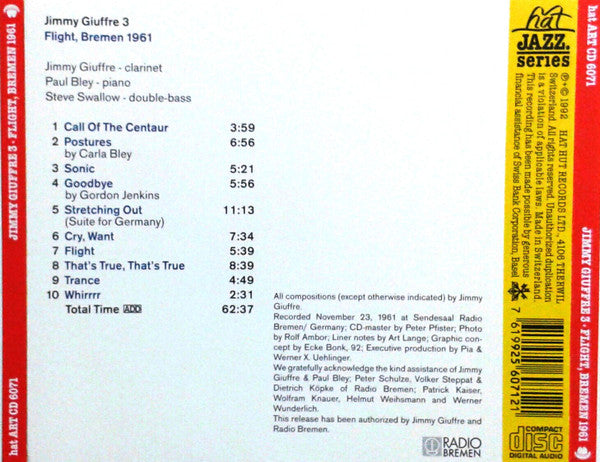 Jimmy Giuffre 3
Flight, Bremen 1961
Jimmy Giuffre - clarinet
Paul Bley - piano
Steve Swallow - double-bass
1 Call Of The Centaur 3:59
2 Postures 6:56
by Carla Bley
3 Sonic 5:21
4 Goodbye 5:56
by Gordon Jenkins
5 Stretching Out 11:13
(Suite for Germany)
6 Cry, Want 7:34
7 Flight 5:39
8 That's True, That's True 8:39
9 Trance 4:49
10 Whirrrr 2:31
Total Time ADD 62:37
All compositions (except otherwise indicated) by Jimmy
Giuffre.
Recorded November 23, 1961 at Sendesaal Radio
Bremen/ Germany; CD-master by Peter Pfister; Photo
by Rolf Ambor; Liner notes by Art Lange; Graphic con-
cept by Ecke Bonk, 92; Executive production by Pia &
Werner X. Uehlinger.
We gratefully acknowledge the kind assistance of Jimmy
Giuffre & Paul Bley; Peter Schulze, Volker Steppat &
Dietrich Köpke of Radio Bremen; Patrick Kaiser,
Wolfram Knauer, Helmut Weihsmann and Werner
Wunderlich.
This release has been authorized by Jimmy Giuffre and
Radio Bremen.
RADIO
BREMEN
hat
JAZZ.
series
℗ + © 1992 HAT HUT RECORDS LTD., 4106 THERWIL
Switzerland. All rights reserved. Unauthorized duplication
is a violation of applicable laws. Made in Switzerland.
This recording has been made possible by generous
financial assistance of Swiss Bank Corporation, Basel
7 619925 607121
COMPACT
disc
DIGITAL AUDIO
hat ART CD 6071
JIMMY GIUFFRE 3 · FLIGHT, BREMEN 1961
hat ART CD 6071
JIMMY GIUFFRE 3 · FLIGHT, BREMEN 1961